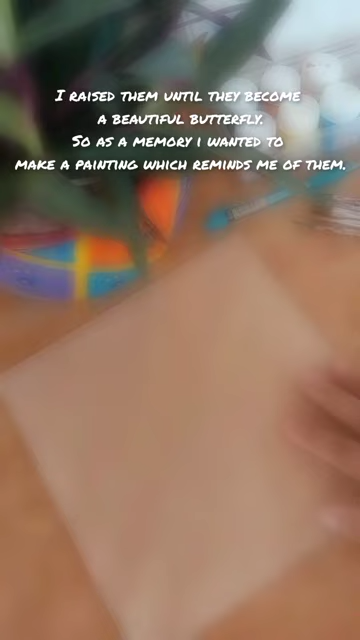 I raised them until they become
a beautiful butterfly.
So as a memory i wanted to
make a painting which reminds me of them.